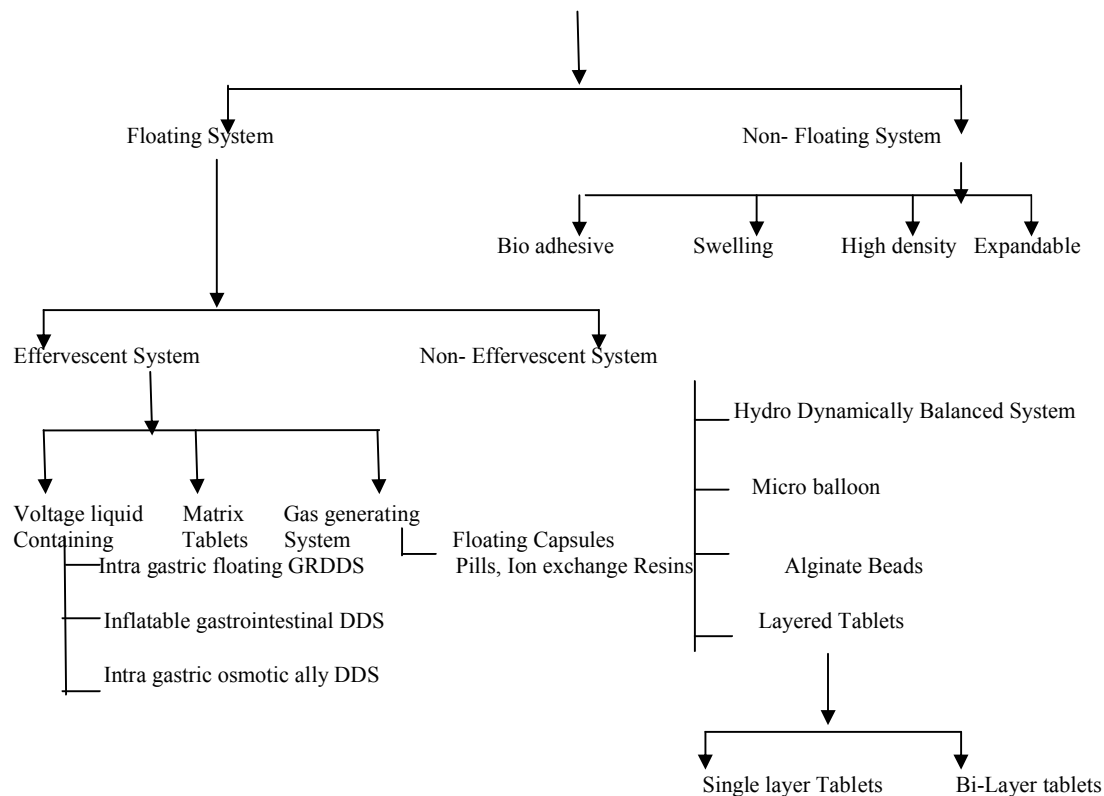 Floating System
Non- Floating System
Bio adhesive
Swelling
High density
Expandable
Effervescent System
Non- Effervescent System
Hydro Dynamically Balanced System
Micro balloon
Alginate Beads
Layered Tablets
Voltage liquid
Containing
Matrix
Tablets
Gas generating
System
Floating Capsules
Pills, Ion exchange Resins
Intra gastric floating GRDDS
Inflatable gastrointestinal DDS
Intra gastric osmotic ally DDS
Single layer Tablets
Bi-Layer tablets